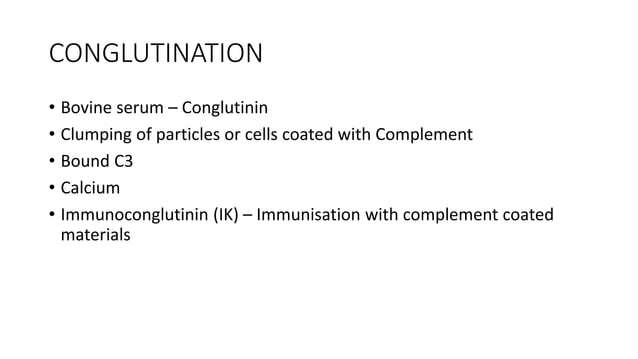 CONGLUTINATION
• Bovine serum – Conglutinin
• Clumping of particles or cells coated with Complement
• Bound C3
• Calcium
• Immunoconglutinin (IK) – Immunisation with complement coated
materials